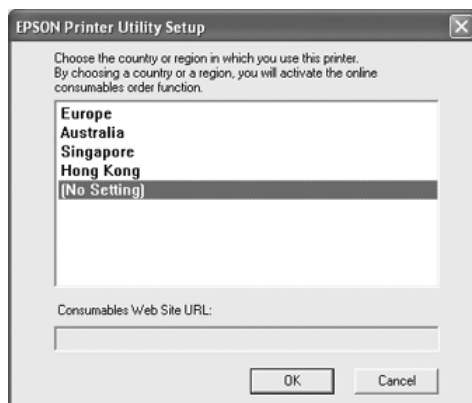 EPSON Printer Utility Setup
Choose the country or region in which you use this printer.
By choosing a country or a region, you will activate the online
consumables order function.
Europe
Australia
Singapore
Hong Kong
(No Setting)
Consumables Web Site URL:
OK Cancel